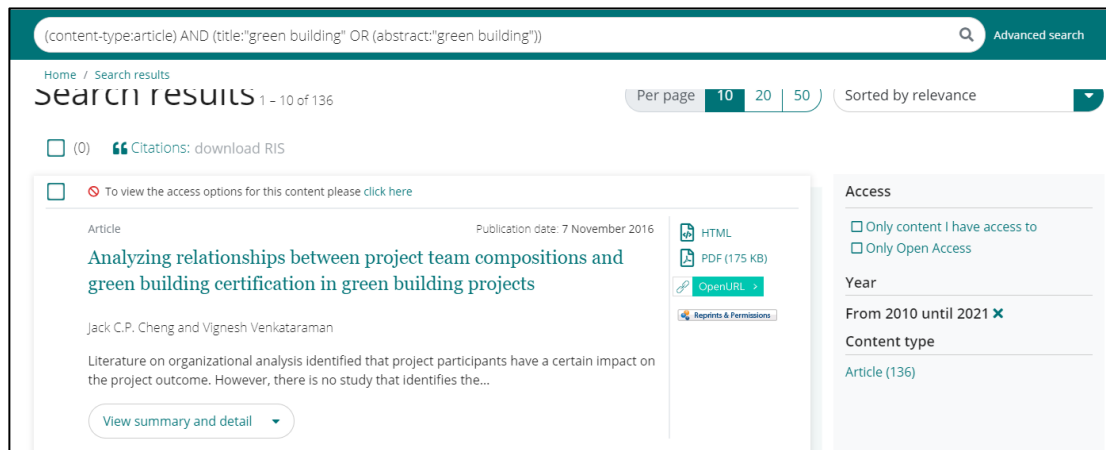 (content-type:article) AND (title:"green building" OR (abstract:"green building"))
Advanced search
Home / Search results
Search results 1 – 10 of 136
Per page 10 20 50
Sorted by relevance
(0) Citations: download RIS
To view the access options for this content please click here
Article
Publication date: 7 November 2016
Analyzing relationships between project team compositions and
green building certification in green building projects
Jack C.P. Cheng and Vignesh Venkataraman
Literature on organizational analysis identified that project participants have a certain impact on
the project outcome. However, there is no study that identifies the...
View summary and detail
HTML
PDF (175 KB)
OpenURL >
Reprints & Permissions
Access
Only content I have access to
Only Open Access
Year
From 2010 until 2021
Content type
Article (136)